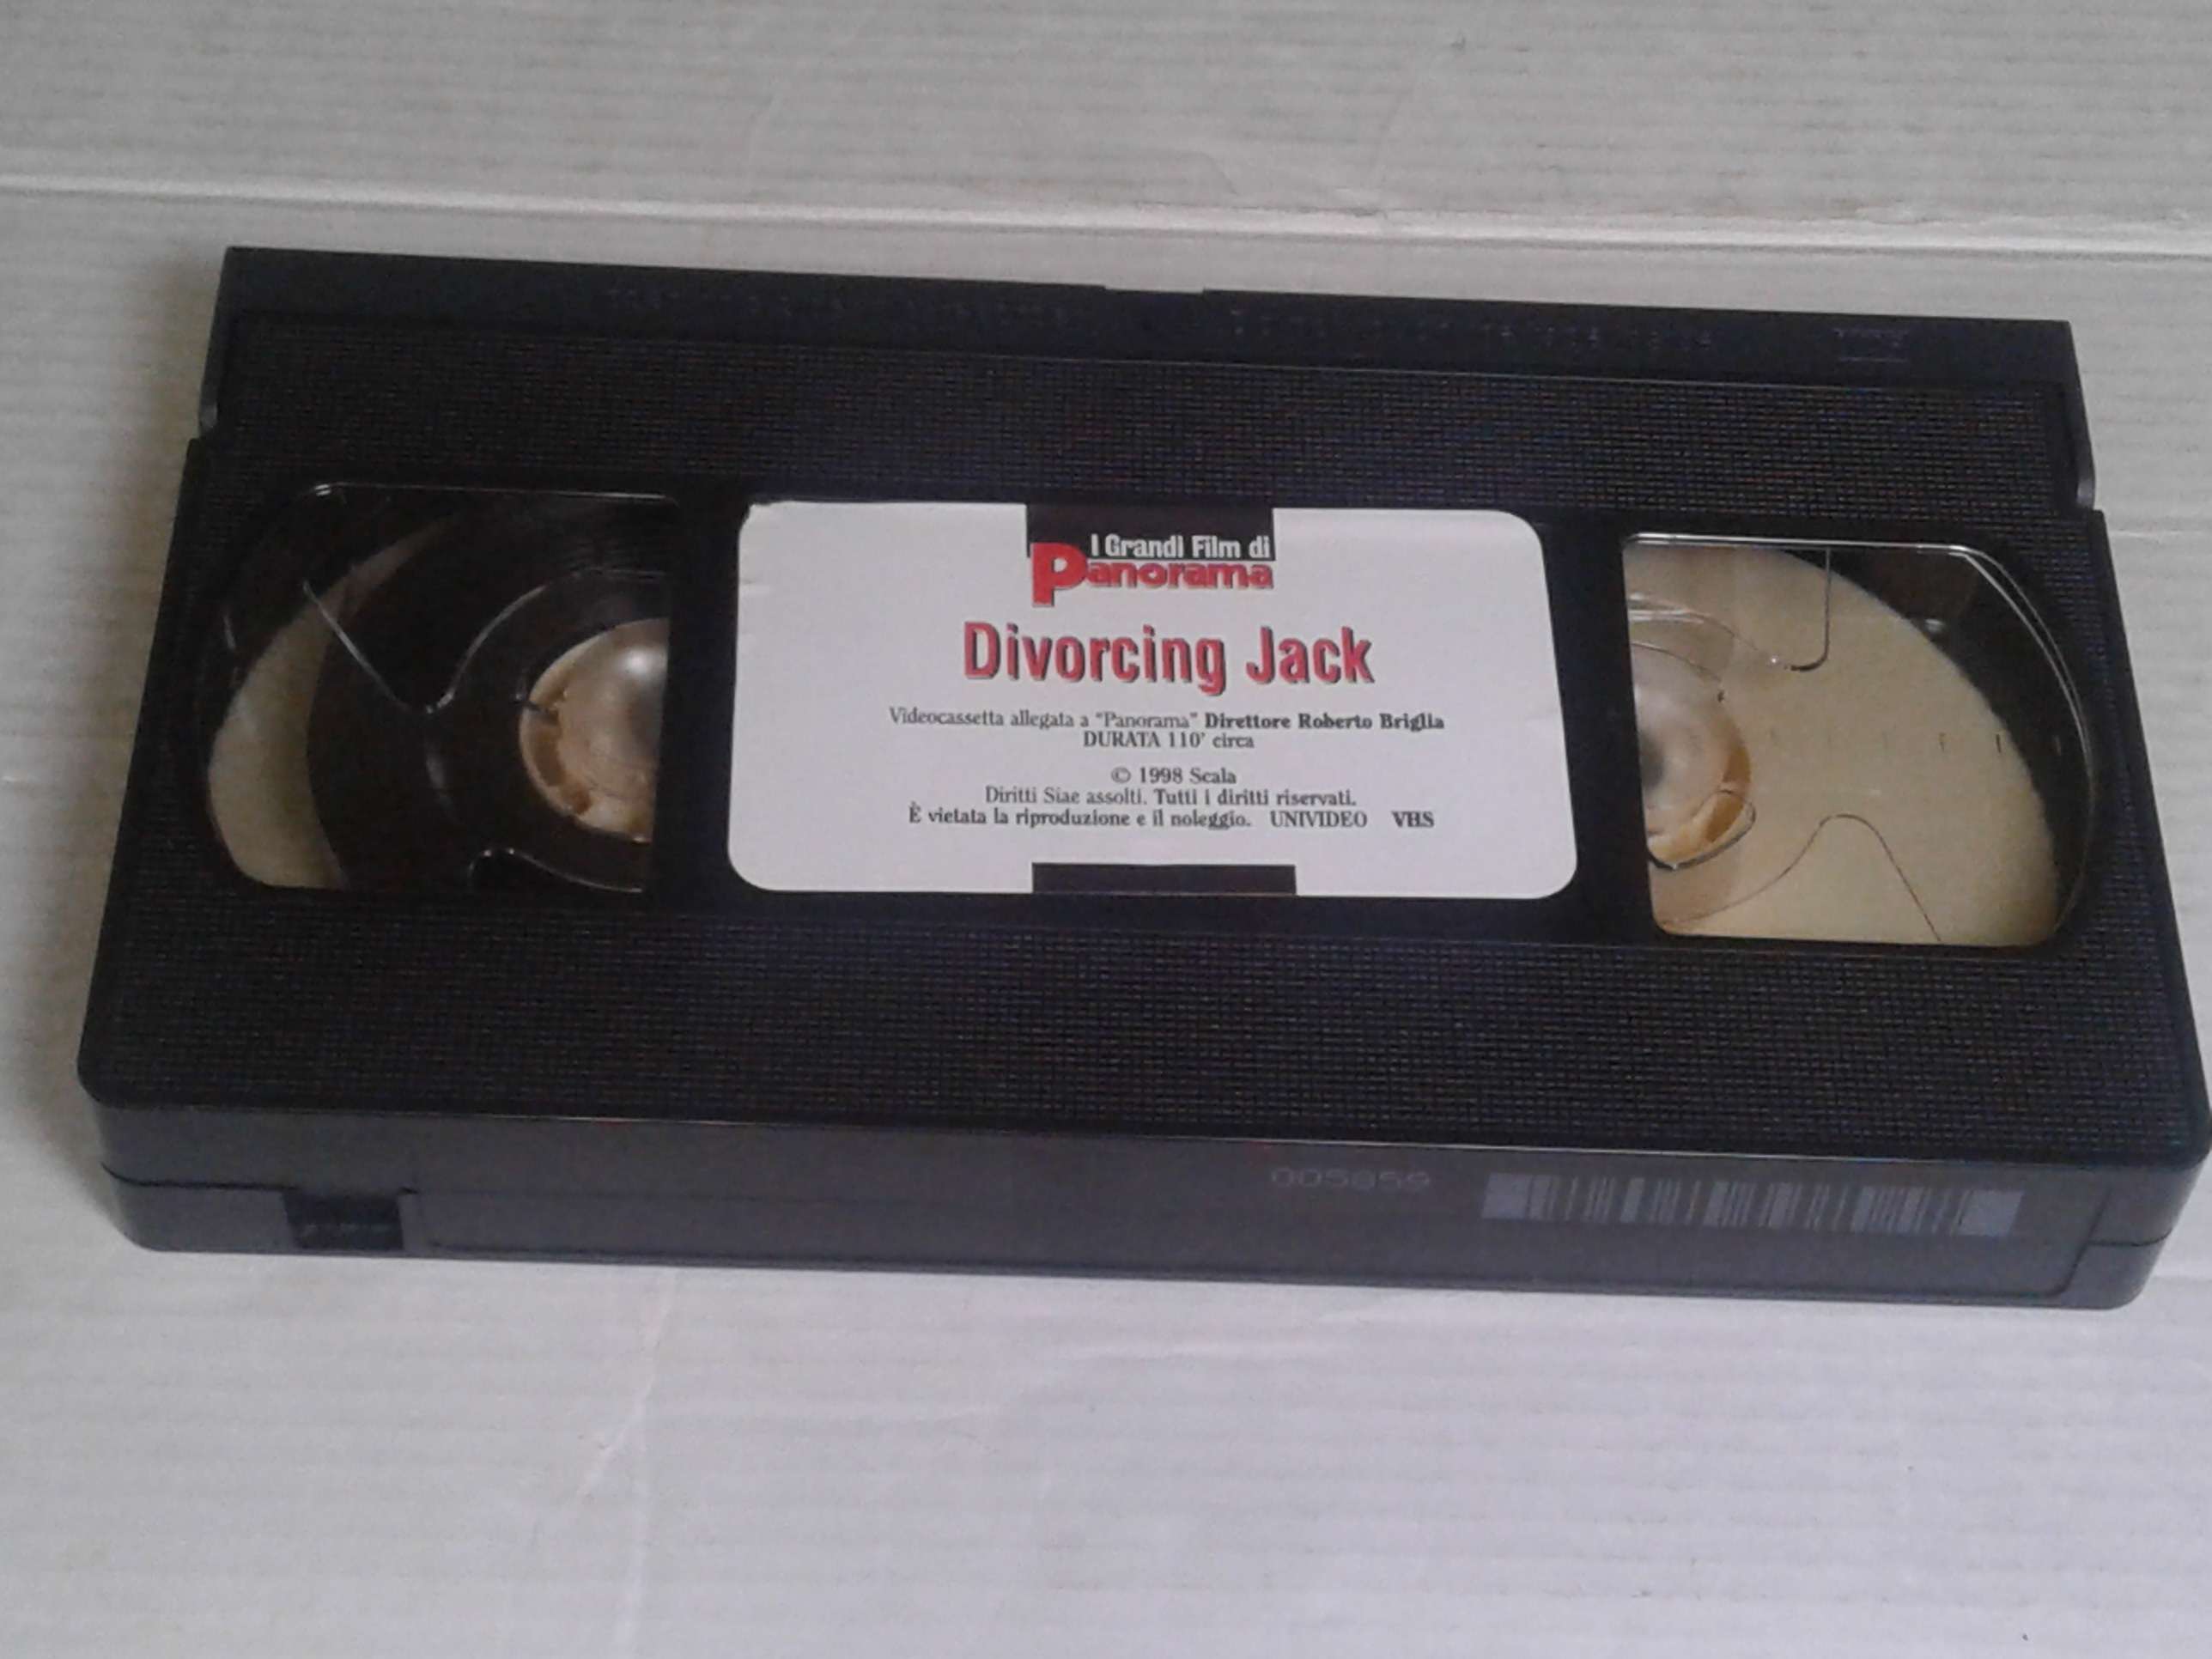 I Grandi Film di
Panorama
Divorcing Jack
Videocassetta allegata a "Panorama" Direttore Roberto Briglia
DURATA 110' circa
© 1998 Scala
Diritti Siae assolti. Tutti i diritti riservati.
È vietata la riproduzione e il noleggio. UNIVIDEO VHS
005859